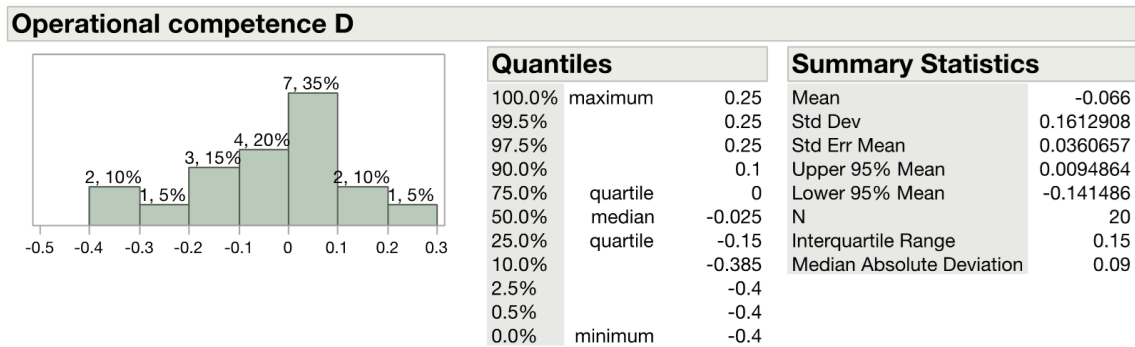 Operational competence D
7, 35%
4, 20%
3, 15%
2, 10%
1, 5%
2, 10%
1, 5%
-0.5 -0.4 -0.3 -0.2 -0.1 0 0.1 0.2 0.3
Quantiles
100.0% maximum 0.25
99.5% 0.25
97.5% 0.25
90.0% 0.1
75.0% quartile 0
50.0% median -0.025
25.0% quartile -0.15
10.0% -0.385
2.5% -0.4
0.5% -0.4
0.0% minimum -0.4
Summary Statistics
Mean -0.066
Std Dev 0.1612908
Std Err Mean 0.0360657
Upper 95% Mean 0.0094864
Lower 95% Mean -0.141486
N 20
Interquartile Range 0.15
Median Absolute Deviation 0.09